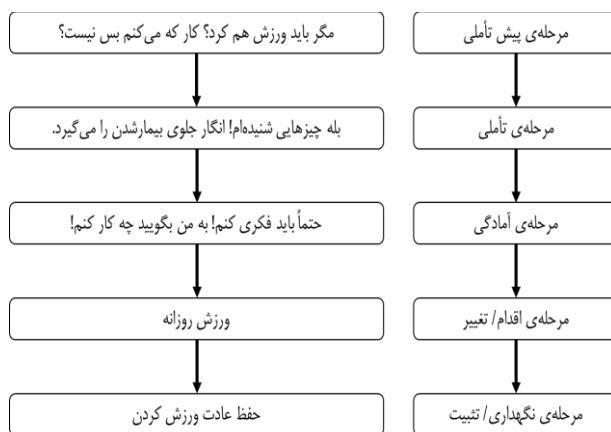 مرحله‌ی پیش تأملی
مگر باید ورزش هم کرد؟ کار که می‌کنم بس نیست؟
مرحله‌ی تأملی
بله چیزهایی شنیده‌ام! انگار جلوی بیمارشدن را می‌گیرد.
مرحله‌ی آمادگی
حتماً باید فکری کنم! به من بگویید چه کار کنم!
مرحله‌ی اقدام/ تغییر
ورزش روزانه
مرحله‌ی نگهداری/ تثبیت
حفظ عادت ورزش کردن